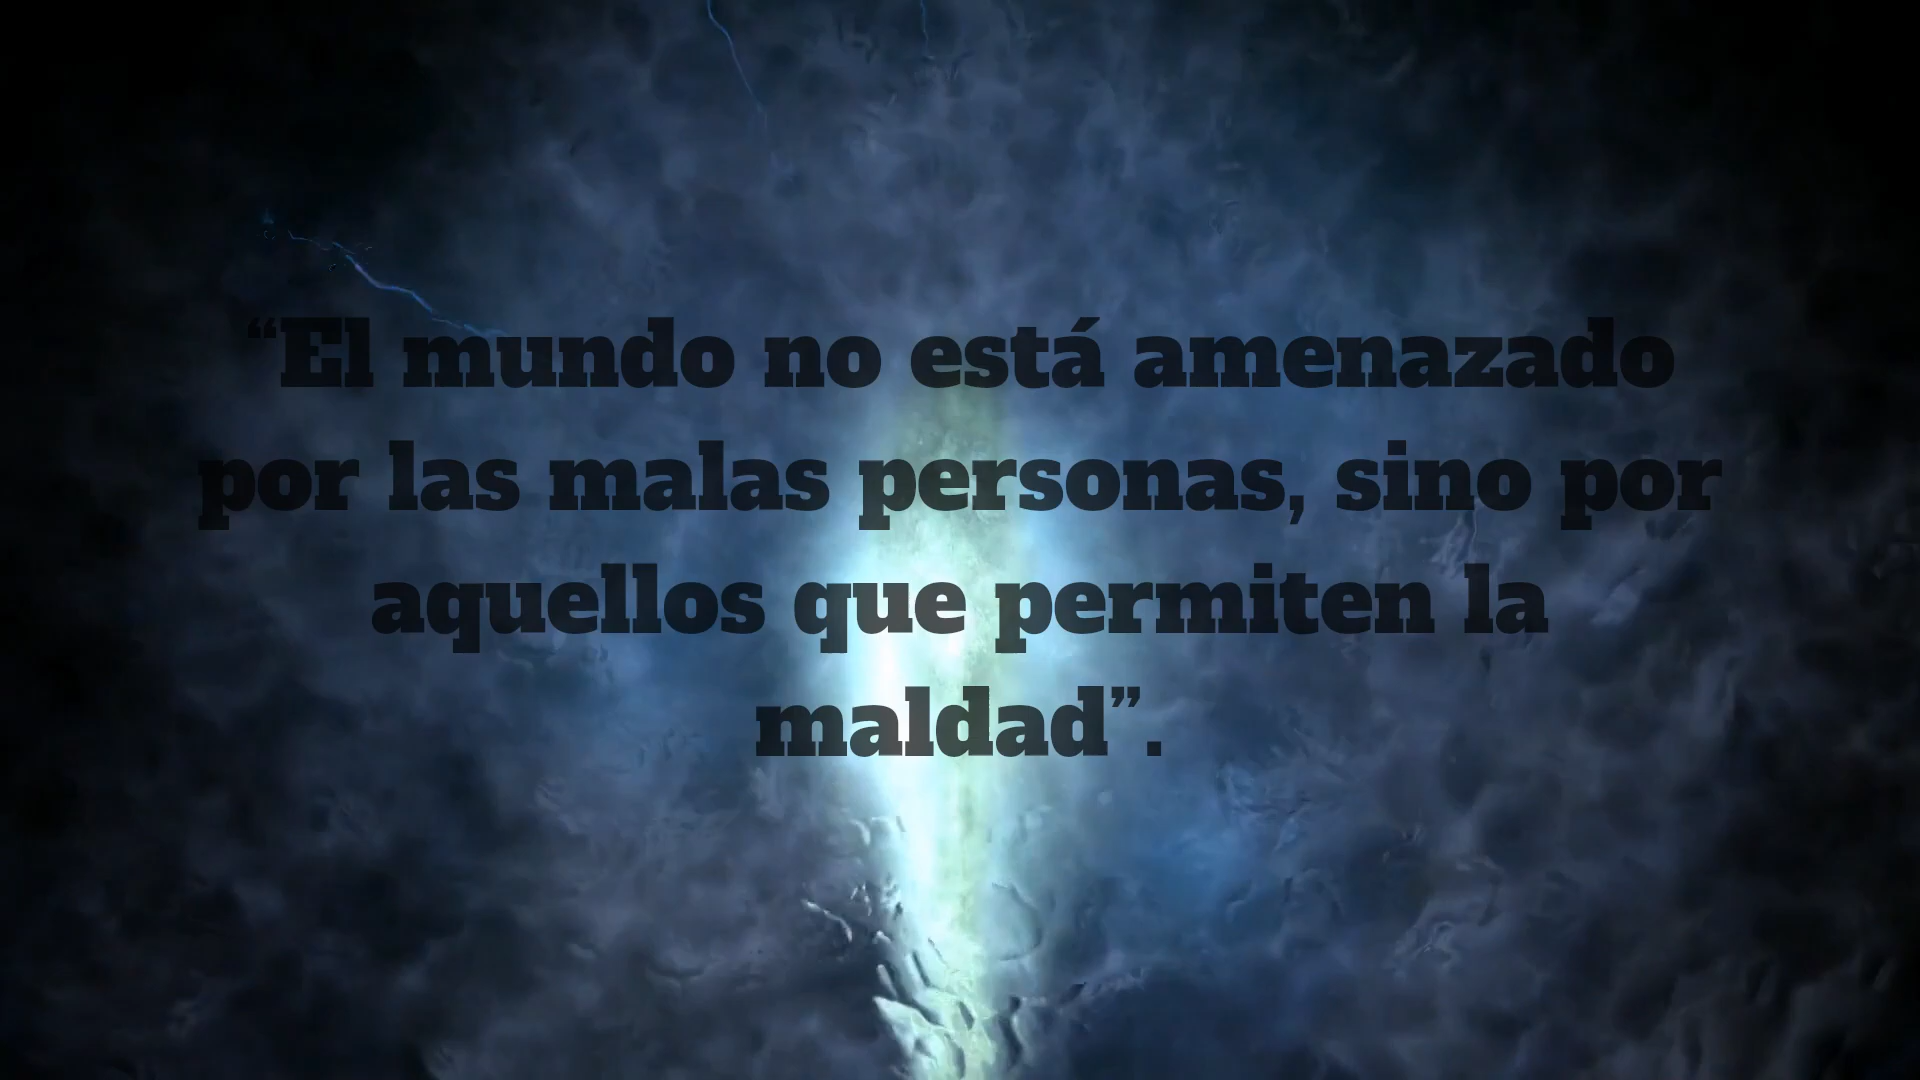 “El mundo no está amenazado
por las malas personas, sino por
aquellos que permiten la
maldad”.